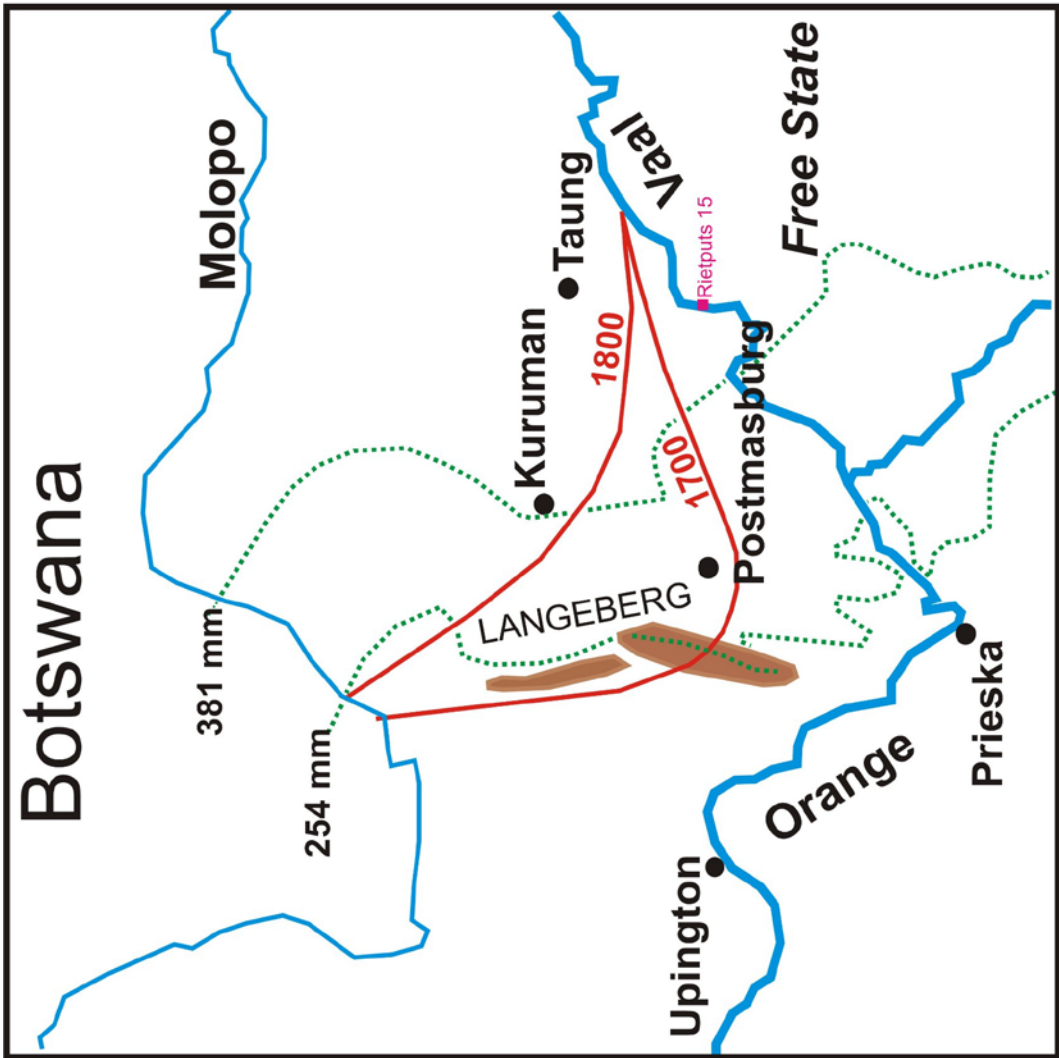 Botswana
Molopo
381 mm
254 mm
Kuruman
Taung
Vaal
Rietputs 15
Free State
1800
1700
LANGEBERG
Postmasburg
Upington
Orange
Prieska